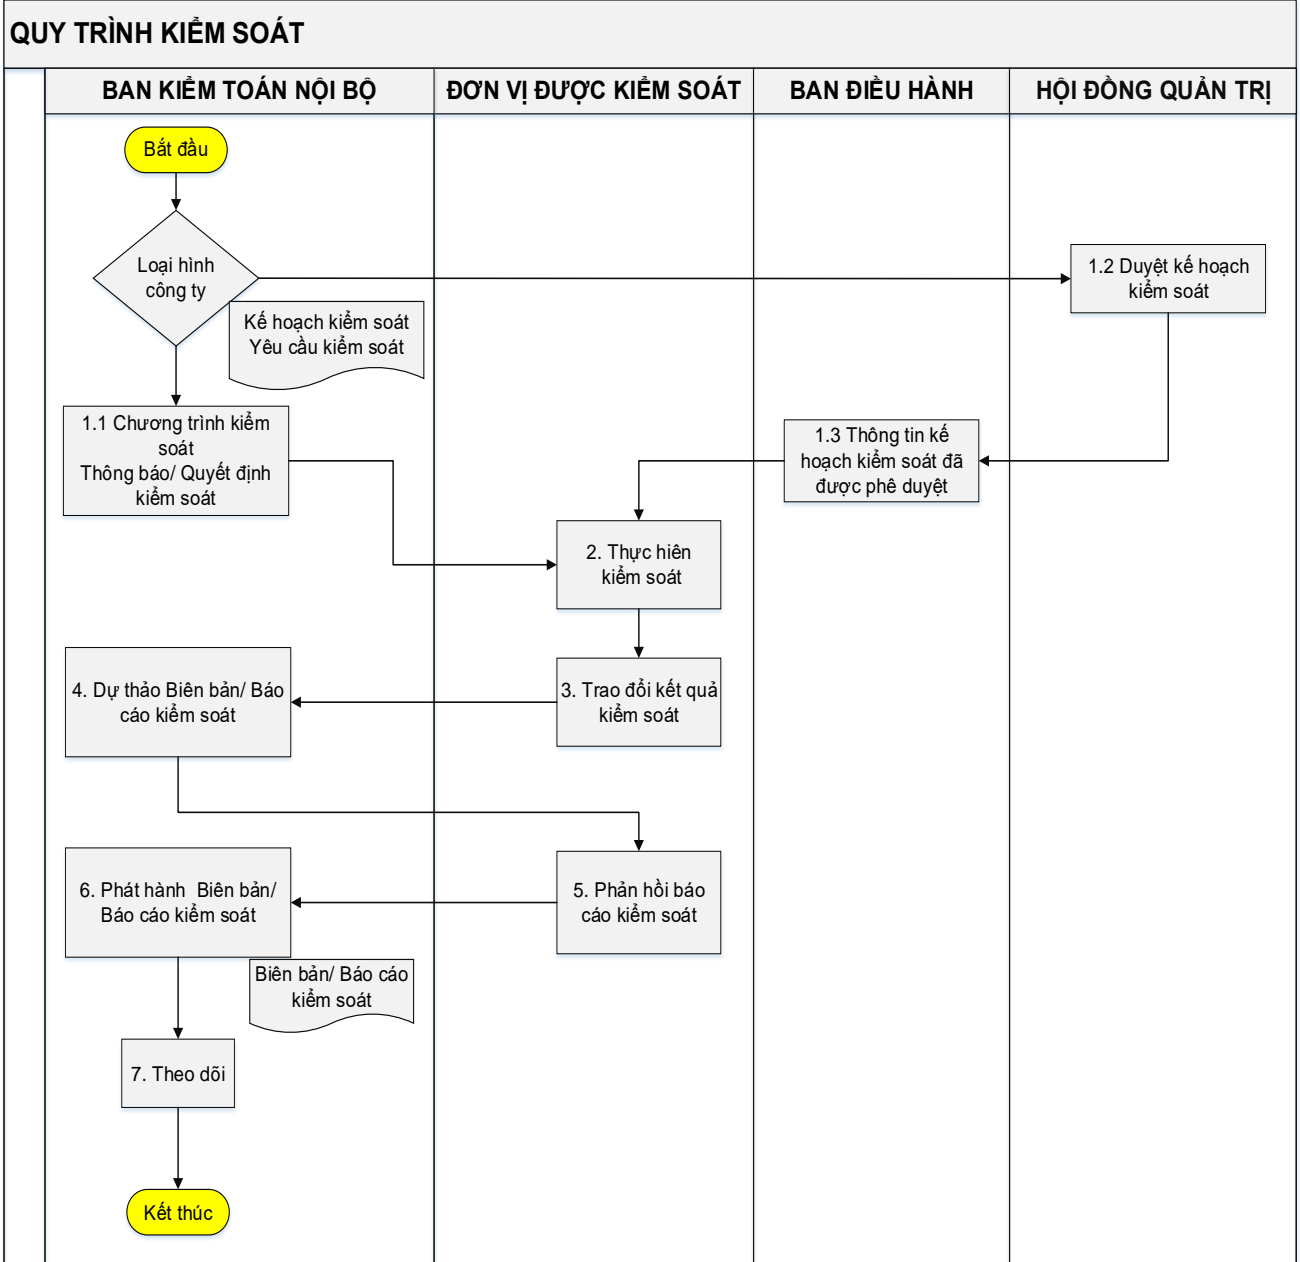 QUY TRÌNH KIỂM SOÁT
BAN KIỂM TOÁN NỘI BỘ
ĐƠN VỊ ĐƯỢC KIỂM SOÁT
BAN ĐIỀU HÀNH
HỘI ĐỒNG QUẢN TRỊ
Bắt đầu
Loại hình
công ty
1.2 Duyệt kế hoạch
kiểm soát
Kế hoạch kiểm soát
Yêu cầu kiểm soát
1.1 Chương trình kiểm
soát
Thông báo/ Quyết định
kiểm soát
1.3 Thông tin kế
hoạch kiểm soát đã
được phê duyệt
2. Thực hiên
kiểm soát
4. Dự thảo Biên bản/ Báo
cáo kiểm soát
3. Trao đổi kết quả
kiểm soát
6. Phát hành  Biên bản/
Báo cáo kiểm soát
5. Phản hồi báo
cáo kiểm soát
Biên bản/ Báo cáo
kiểm soát
7. Theo dõi
Kết thúc